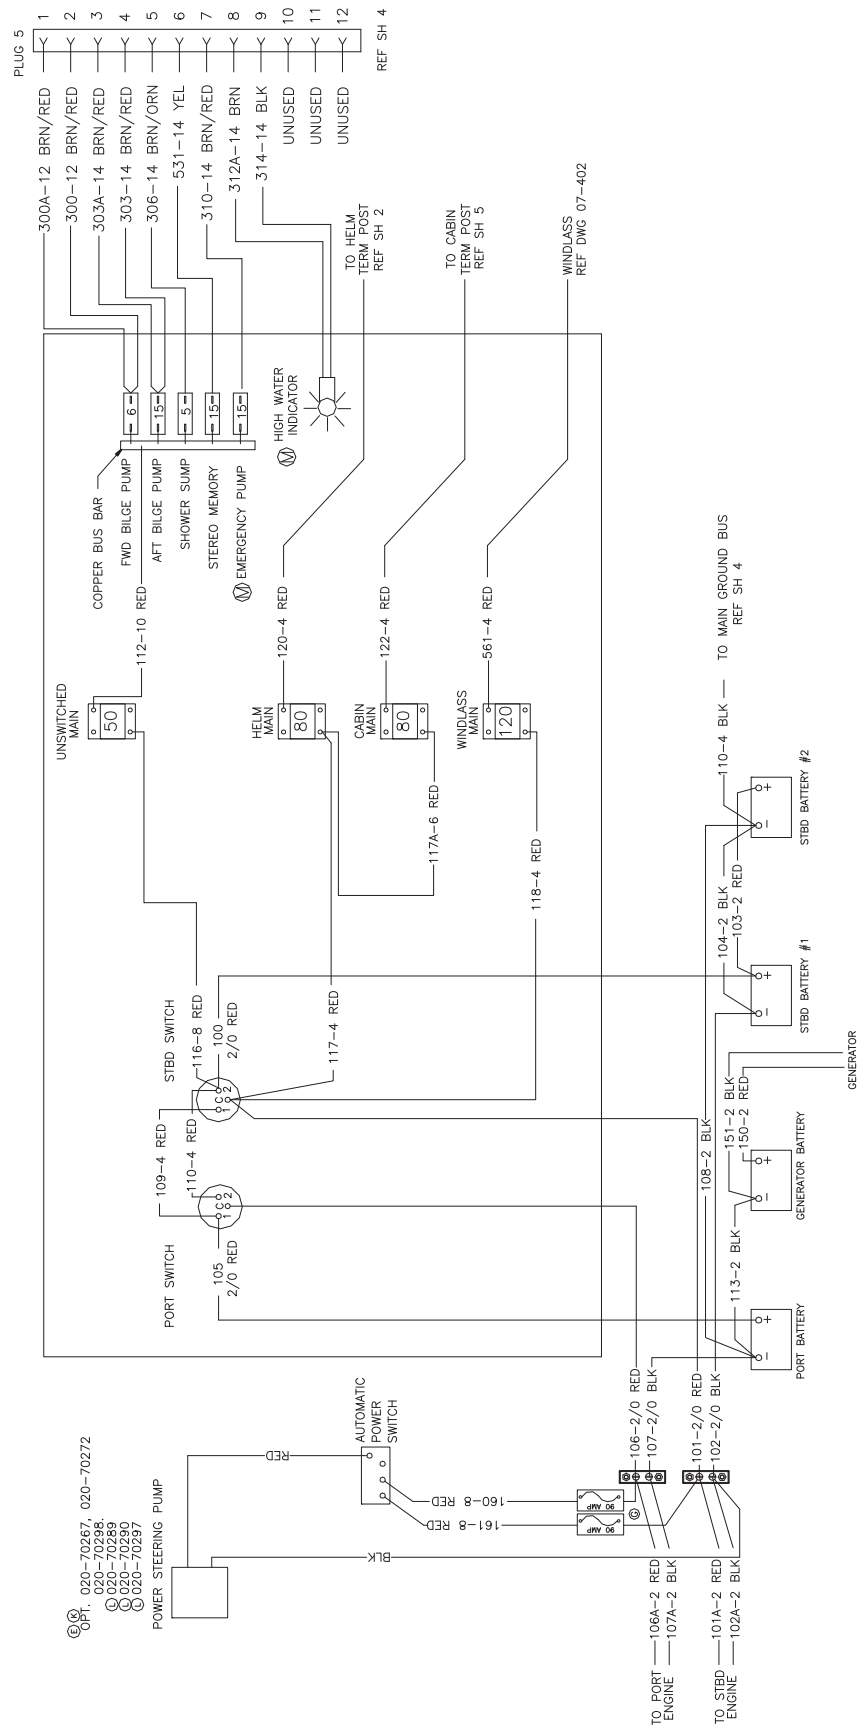 PLUG 5
1
2
3
4
5
6
7
8
9
10
11
12
REF SH 4
300A-12 BRN/RED
300-12 BRN/RED
303A-14 BRN/RED
303-14 BRN/RED
306-14 BRN/ORN
531-14 YEL
310-14 BRN/RED
312A-14 BRN
314-14 BLK
UNUSED
UNUSED
UNUSED
TO HELM
TERM POST
REF SH 2
TO CABIN
TERM POST
REF SH 5
WINDLASS
REF DWG 07-402
6
15
5
15
15
COPPER BUS BAR
FWD BILGE PUMP
AFT BILGE PUMP
SHOWER SUMP
STEREO MEMORY
M EMERGENCY PUMP
M
HIGH WATER
INDICATOR
112-10 RED
120-4 RED
122-4 RED
561-4 RED
UNSWITCHED
MAIN
50
HELM
MAIN
80
CABIN
MAIN
80
WINDLASS
MAIN
120
117A-6 RED
118-4 RED
117-4 RED
116-8 RED
100
2/0 RED
STBD SWITCH
1
C
2
109-4 RED
110-4 RED
PORT SWITCH
1
C
2
105
2/0 RED
TO MAIN GROUND BUS
REF SH 4
110-4 BLK
- +
STBD BATTERY #2
104-2 BLK
103-2 RED
- +
STBD BATTERY #1
GENERATOR
151-2 BLK
150-2 RED
108-2 BLK
- +
GENERATOR BATTERY
113-2 BLK
- +
PORT BATTERY
106-2/0 RED
107-2/0 BLK
101-2/0 RED
102-2/0 BLK
E K
OPT. 020-70267, 020-70272
020-70298.
L 020-70289
L 020-70290
L 020-70297
POWER STEERING PUMP
RED
AUTOMATIC
POWER
SWITCH
160-8 RED
161-8 RED
90 AMP
90 AMP
G
BLK
TO PORT
ENGINE
106A-2 RED
107A-2 BLK
TO STBD
ENGINE
101A-2 RED
102A-2 BLK